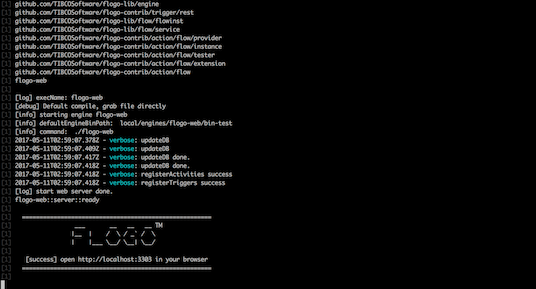 [1] github.com/TIBCOSoftware/flogo-lib/engine
[1] github.com/TIBCOSoftware/flogo-contrib/trigger/rest
[1] github.com/TIBCOSoftware/flogo-lib/flow/flowinst
[1] github.com/TIBCOSoftware/flogo-lib/flow/service
[1] github.com/TIBCOSoftware/flogo-contrib/action/flow/provider
[1] github.com/TIBCOSoftware/flogo-contrib/action/flow/instance
[1] github.com/TIBCOSoftware/flogo-contrib/action/flow/tester
[1] github.com/TIBCOSoftware/flogo-contrib/action/flow/extension
[1] github.com/TIBCOSoftware/flogo-contrib/action/flow
[1] flogo-web
[1]
[1] [log] execName: flogo-web
[1] [debug] Default compile, grab file directly
[1] [info] starting engine flogo-web
[1] [info] defaultEngineBinPath:  local/engines/flogo-web/bin-test
[1] [info] command:  ./flogo-web
[1] 2017-05-11T02:59:07.378Z - verbose: updateDB
[1] 2017-05-11T02:59:07.409Z - verbose: updateDB
[1] 2017-05-11T02:59:07.417Z - verbose: updateDB done.
[1] 2017-05-11T02:59:07.418Z - verbose: updateDB done.
[1] 2017-05-11T02:59:07.418Z - verbose: registerActivities success
[1] 2017-05-11T02:59:07.418Z - verbose: registerTriggers success
[1] [log] start web server done.
[1] flogo-web::server::ready
[1]
[1] FLOGO TM
[1] [success] open http://localhost:3303 in your browser
[1]
[1]